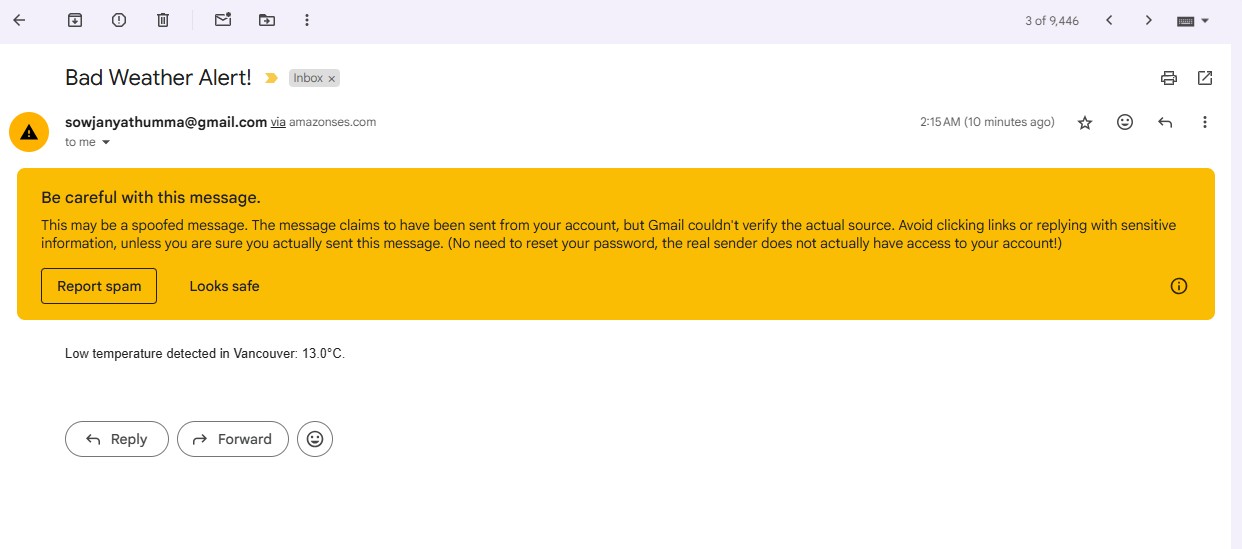 3 of 9,446
Bad Weather Alert!
Inbox ×
sowjanyathumma@gmail.com via amazonses.com
2:15 AM (10 minutes ago)
to me
Be careful with this message.
This may be a spoofed message. The message claims to have been sent from your account, but Gmail couldn't verify the actual source. Avoid clicking links or replying with sensitive
information, unless you are sure you actually sent this message. (No need to reset your password, the real sender does not actually have access to your account!)
Report spam
Looks safe
Low temperature detected in Vancouver: 13.0°C.
Reply
Forward